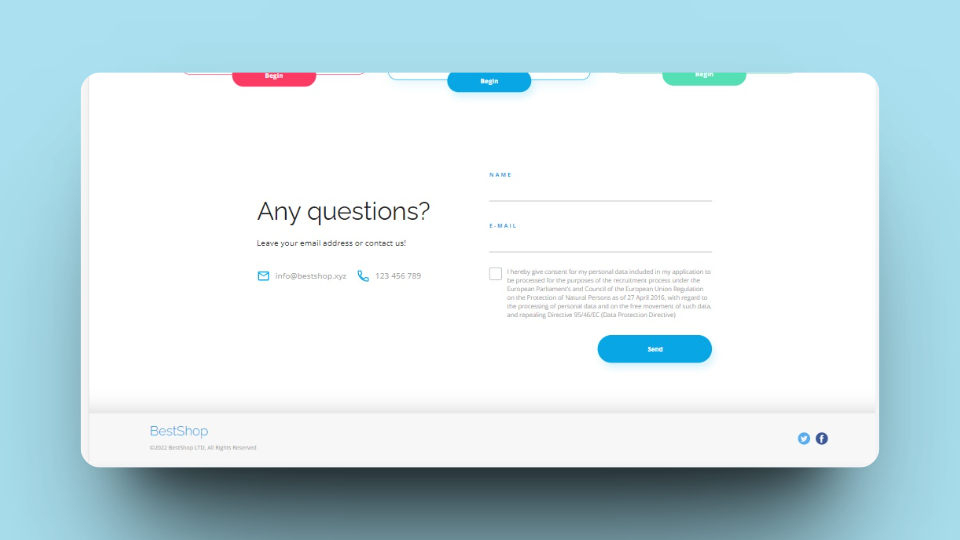 Begin
Begin
Begin
Any questions?
Leave your email address or contact us!
info@bestshop.xyz 123 456 789
NAME
E-MAIL
I hereby give consent for my personal data included in my application to
be processed for the purposes of the recruitment process under the
European Parliament's and Council of the European Union Regulation
on the Protection of Natural Persons as of 27 April 2016, with regard to
the processing of personal data and on the free movement of such data,
and repealing Directive 95/46/EC (Data Protection Directive)
Send
BestShop
©2022 BestShop LTD, All Rights Reserved